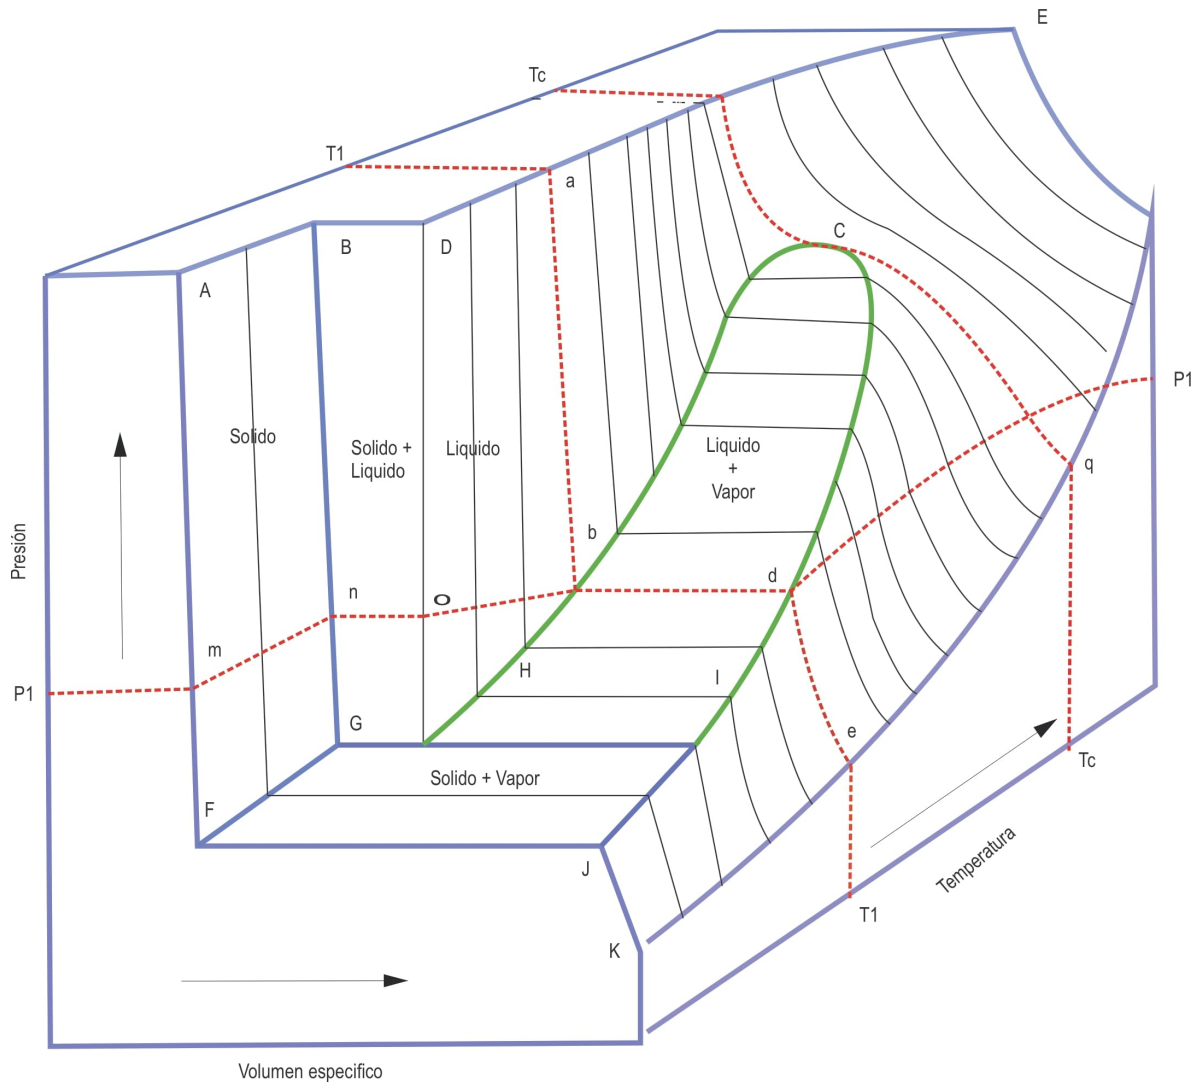 E
Tc
T1
a
B
D
C
A
P1
Solido
Solido +
Liquido
Liquido
Liquido
+
Vapor
q
Presión
b
d
n
O
m
H
I
P1
G
e
Solido + Vapor
Tc
F
J
Temperatura
T1
K
Volumen especifico